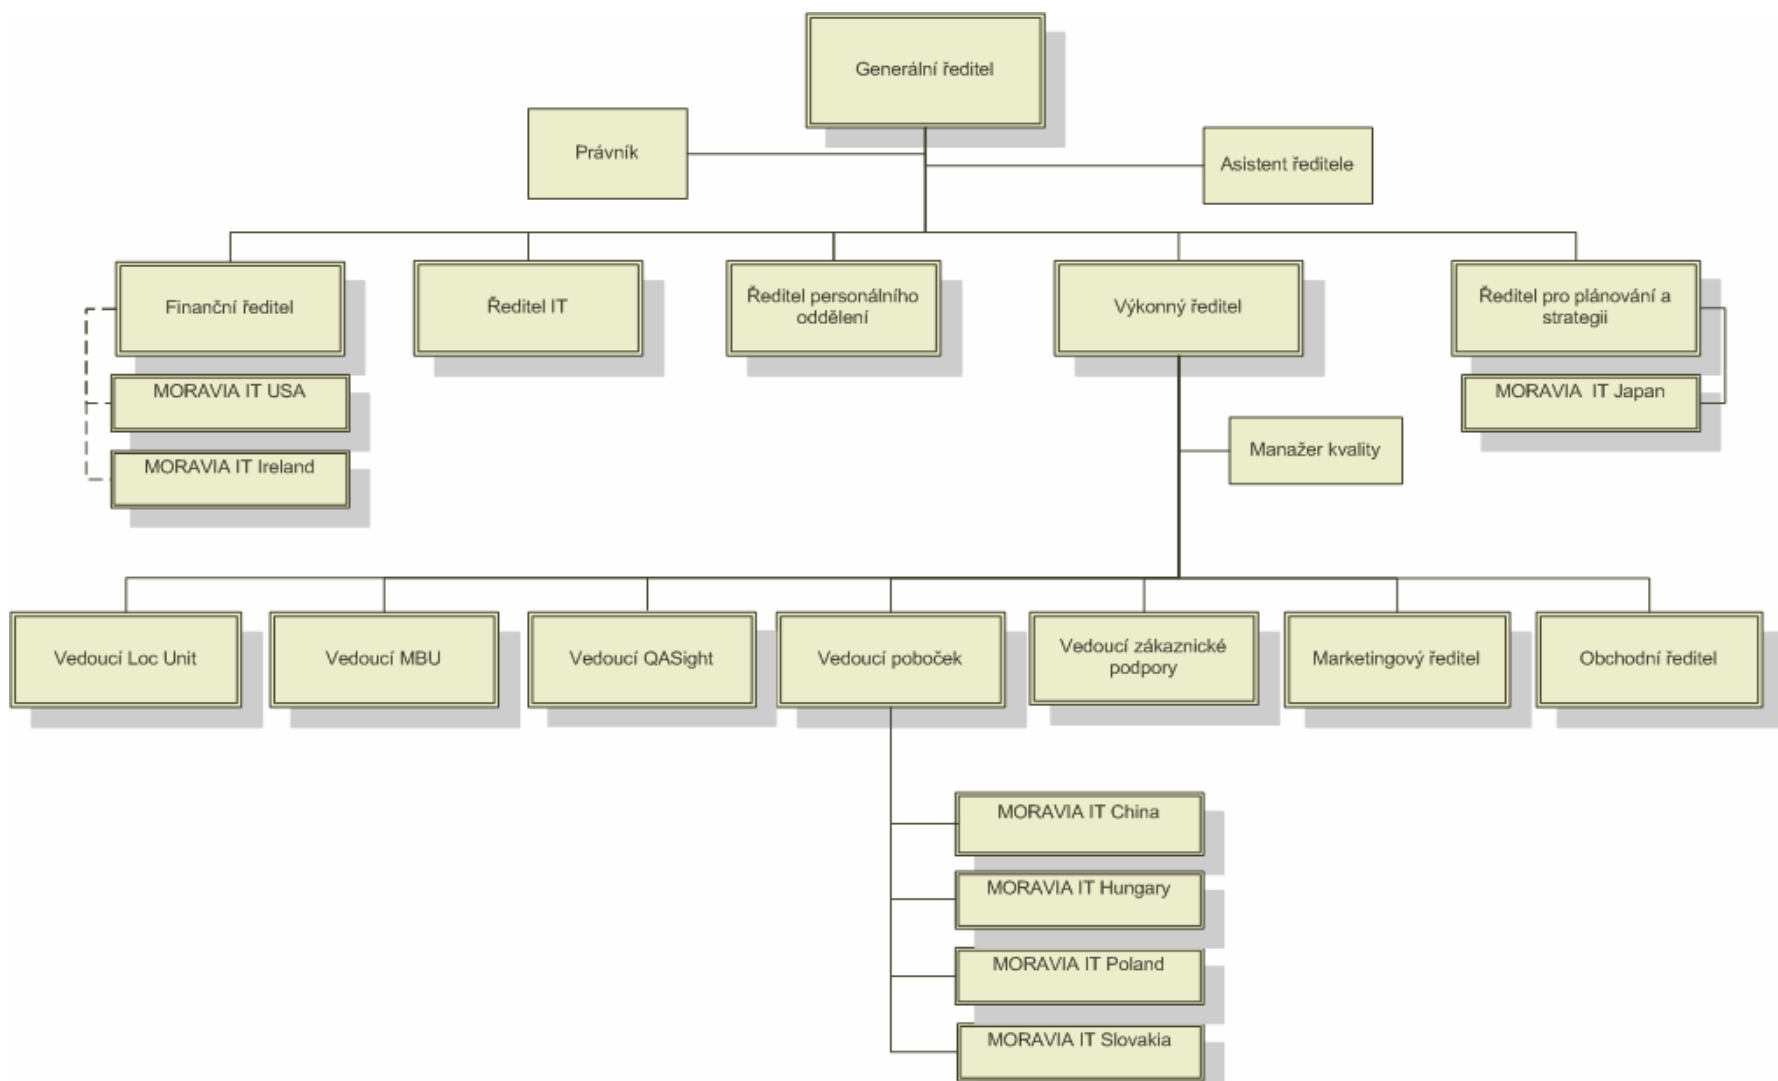 Generální ředitel
Právník
Asistent ředitele
Finanční ředitel
Ředitel IT
Ředitel personálního
oddělení
Výkonný ředitel
Ředitel pro plánování a
strategii
MORAVIA IT USA
MORAVIA IT Japan
Manažer kvality
MORAVIA IT Ireland
Vedoucí Loc Unit
Vedoucí MBU
Vedoucí QASight
Vedoucí poboček
Vedoucí zákaznické
podpory
Marketingový ředitel
Obchodní ředitel
MORAVIA IT China
MORAVIA IT Hungary
MORAVIA IT Poland
MORAVIA IT Slovakia